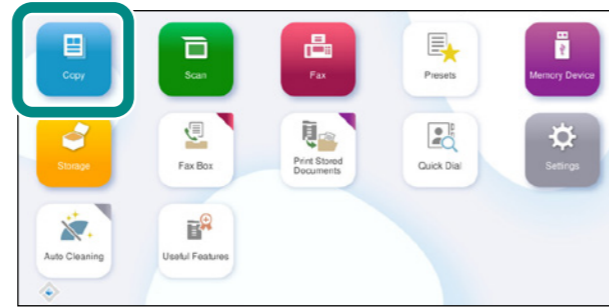 Copy
Scan
Fax
Presets
Memory Device
Storage
Fax Box
Print Stored
Documents
Quick Dial
Settings
Auto Cleaning
Useful Features